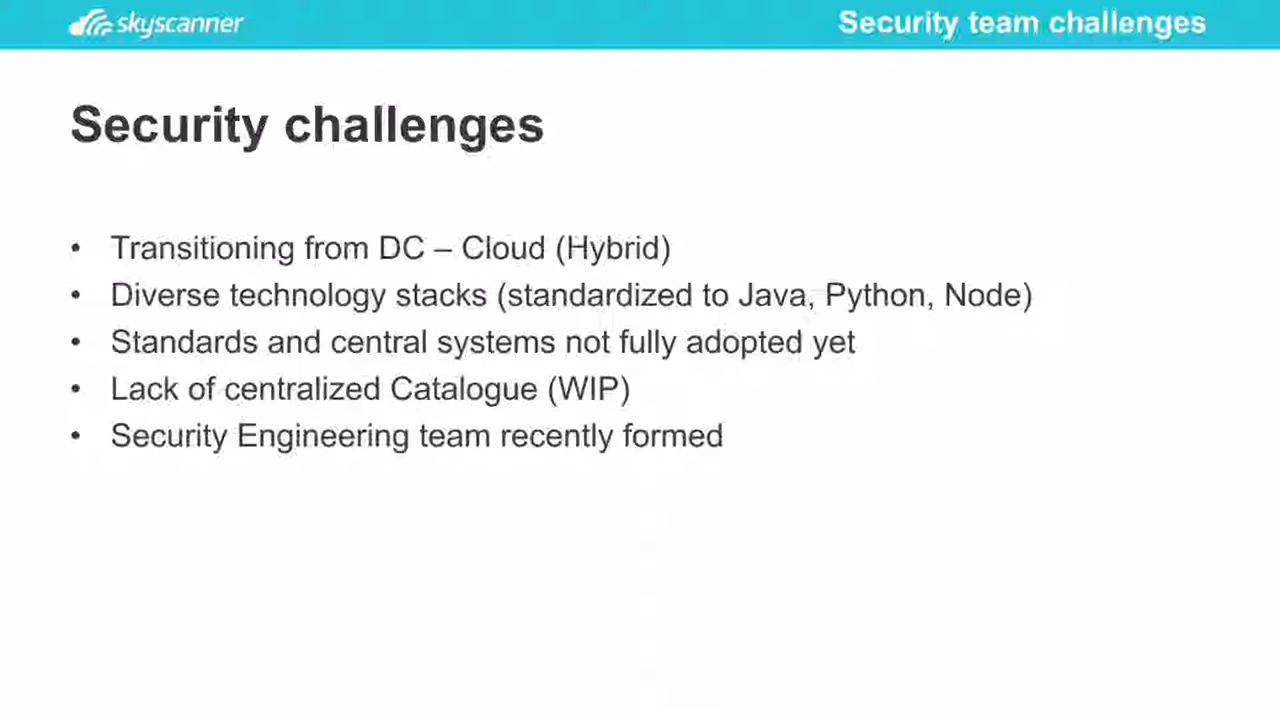 skyscanner
Security team challenges
Security challenges
• Transitioning from DC – Cloud (Hybrid)
• Diverse technology stacks (standardized to Java, Python, Node)
• Standards and central systems not fully adopted yet
• Lack of centralized Catalogue (WIP)
• Security Engineering team recently formed